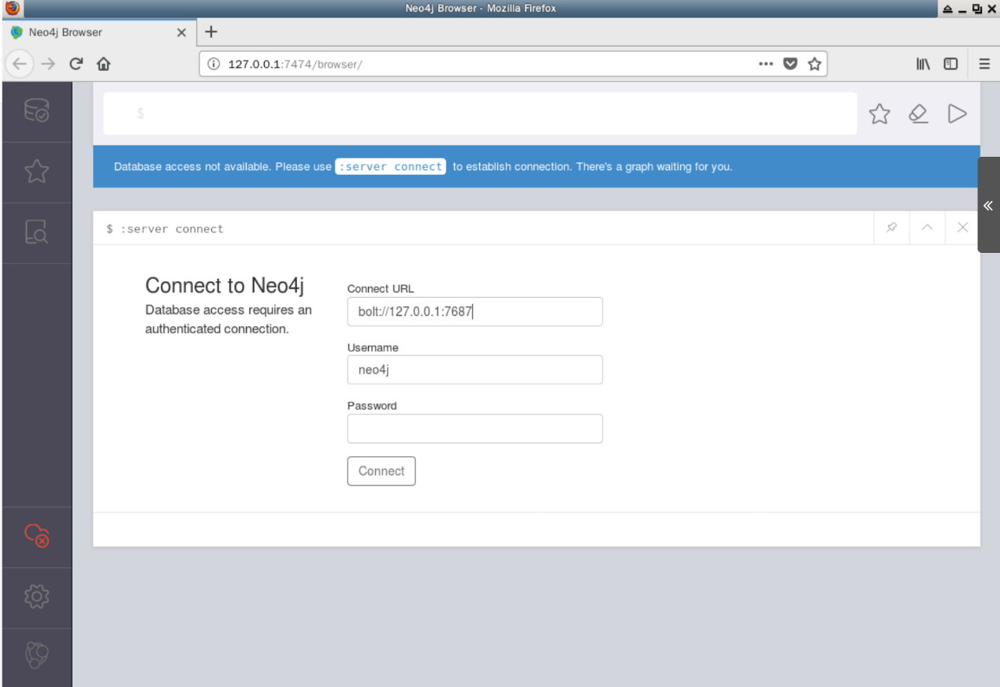 Neo4j Browser - Mozilla Firefox
Neo4j Browser
127.0.0.1:7474/browser/
$
Database access not available. Please use :server connect to establish connection. There's a graph waiting for you.
$ :server connect
Connect to Neo4j
Database access requires an
authenticated connection.
Connect URL
bolt://127.0.0.1:7687
Username
neo4j
Password
Connect